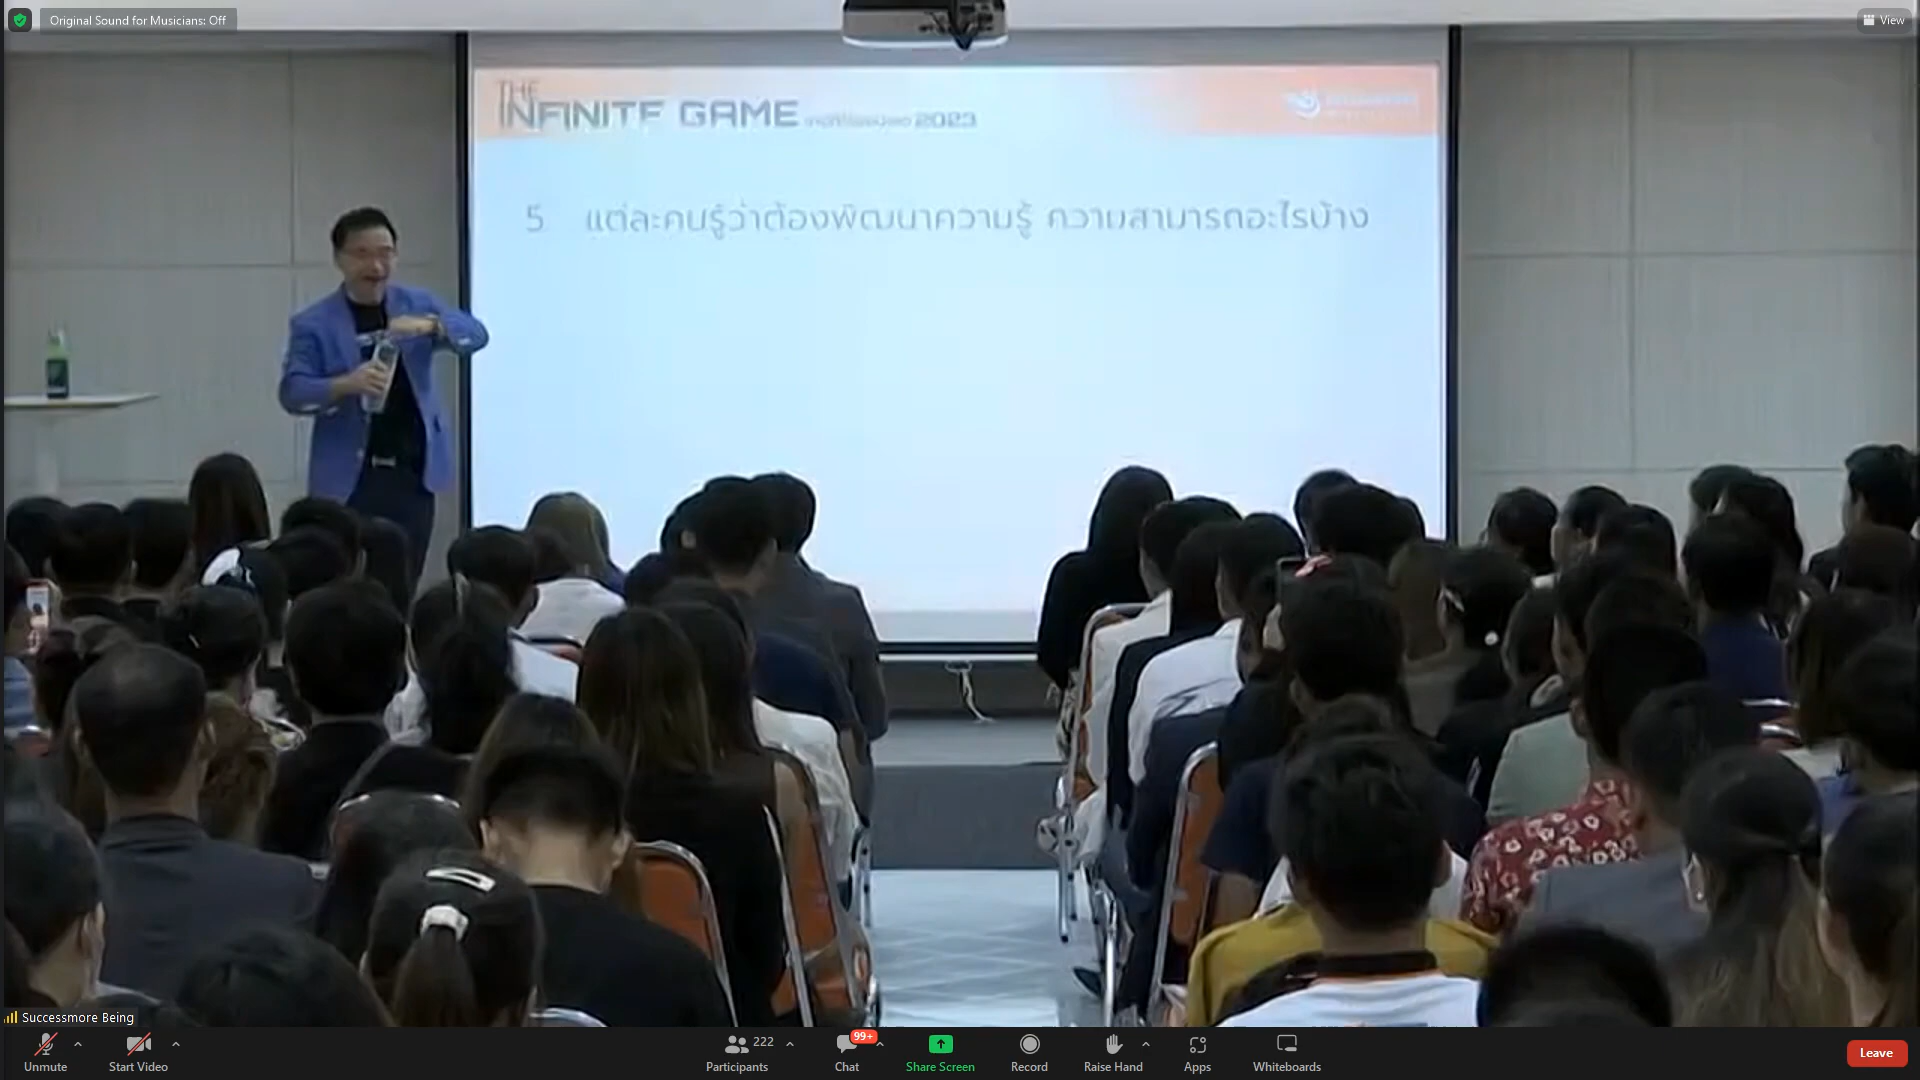 Original Sound for Musicians: Off
View
THE
INFINITE GAME
2023
5. แต่ละคนรู้ว่าต้องพัฒนาความรู้ ความสามารถอะไรบ้าง
Successmore Being
Unmute
Start Video
222
Participants
99+
Chat
Share Screen
Record
Raise Hand
Apps
Whiteboards
Leave